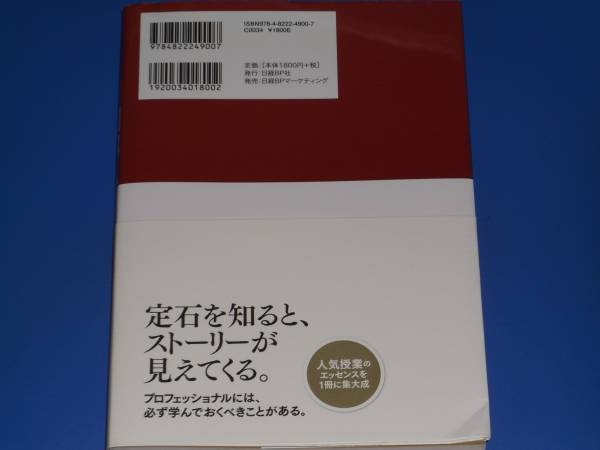 ISBN978-4-8222-4900-7
C0034 ¥1800E
9784822249007
定価:[本体1800円+税]
発行:日経BP社
発売:日経BPマーケティング
1920034018002
定石を知ると、
ストーリーが
見えてくる。
プロフェッショナルには、
必ず学んでおくべきことがある。
人気授業の
エッセンスを
1冊に集大成